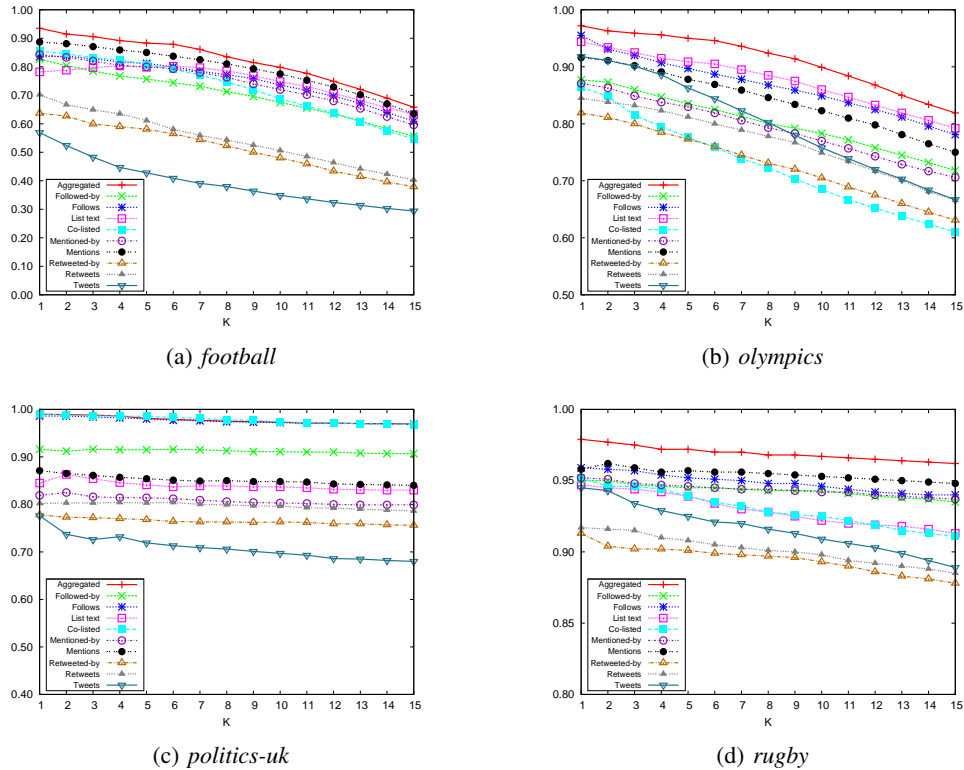 1.00
0.90
0.80
0.70
0.60
0.50
0.40
0.30
0.20
0.10
0.00
Aggregated
Followed-by
Follows
List text
Co-listed
Mentioned-by
Mentions
Retweeted-by
Retweets
Tweets
1 2 3 4 5 6 7 8 9 10 11 12 13 14 15
K
(a) football
1.00
0.90
0.80
0.70
0.60
0.50
Aggregated
Followed-by
Follows
List text
Co-listed
Mentioned-by
Mentions
Retweeted-by
Retweets
Tweets
1 2 3 4 5 6 7 8 9 10 11 12 13 14 15
K
(b) olympics
1.00
0.90
0.80
0.70
0.60
0.50
0.40
Aggregated
Followed-by
Follows
List text
Co-listed
Mentioned-by
Mentions
Retweeted-by
Retweets
Tweets
1 2 3 4 5 6 7 8 9 10 11 12 13 14 15
K
(c) politics-uk
1.00
0.95
0.90
0.85
0.80
Aggregated
Followed-by
Follows
List text
Co-listed
Mentioned-by
Mentions
Retweeted-by
Retweets
Tweets
1 2 3 4 5 6 7 8 9 10 11 12 13 14 15
K
(d) rugby